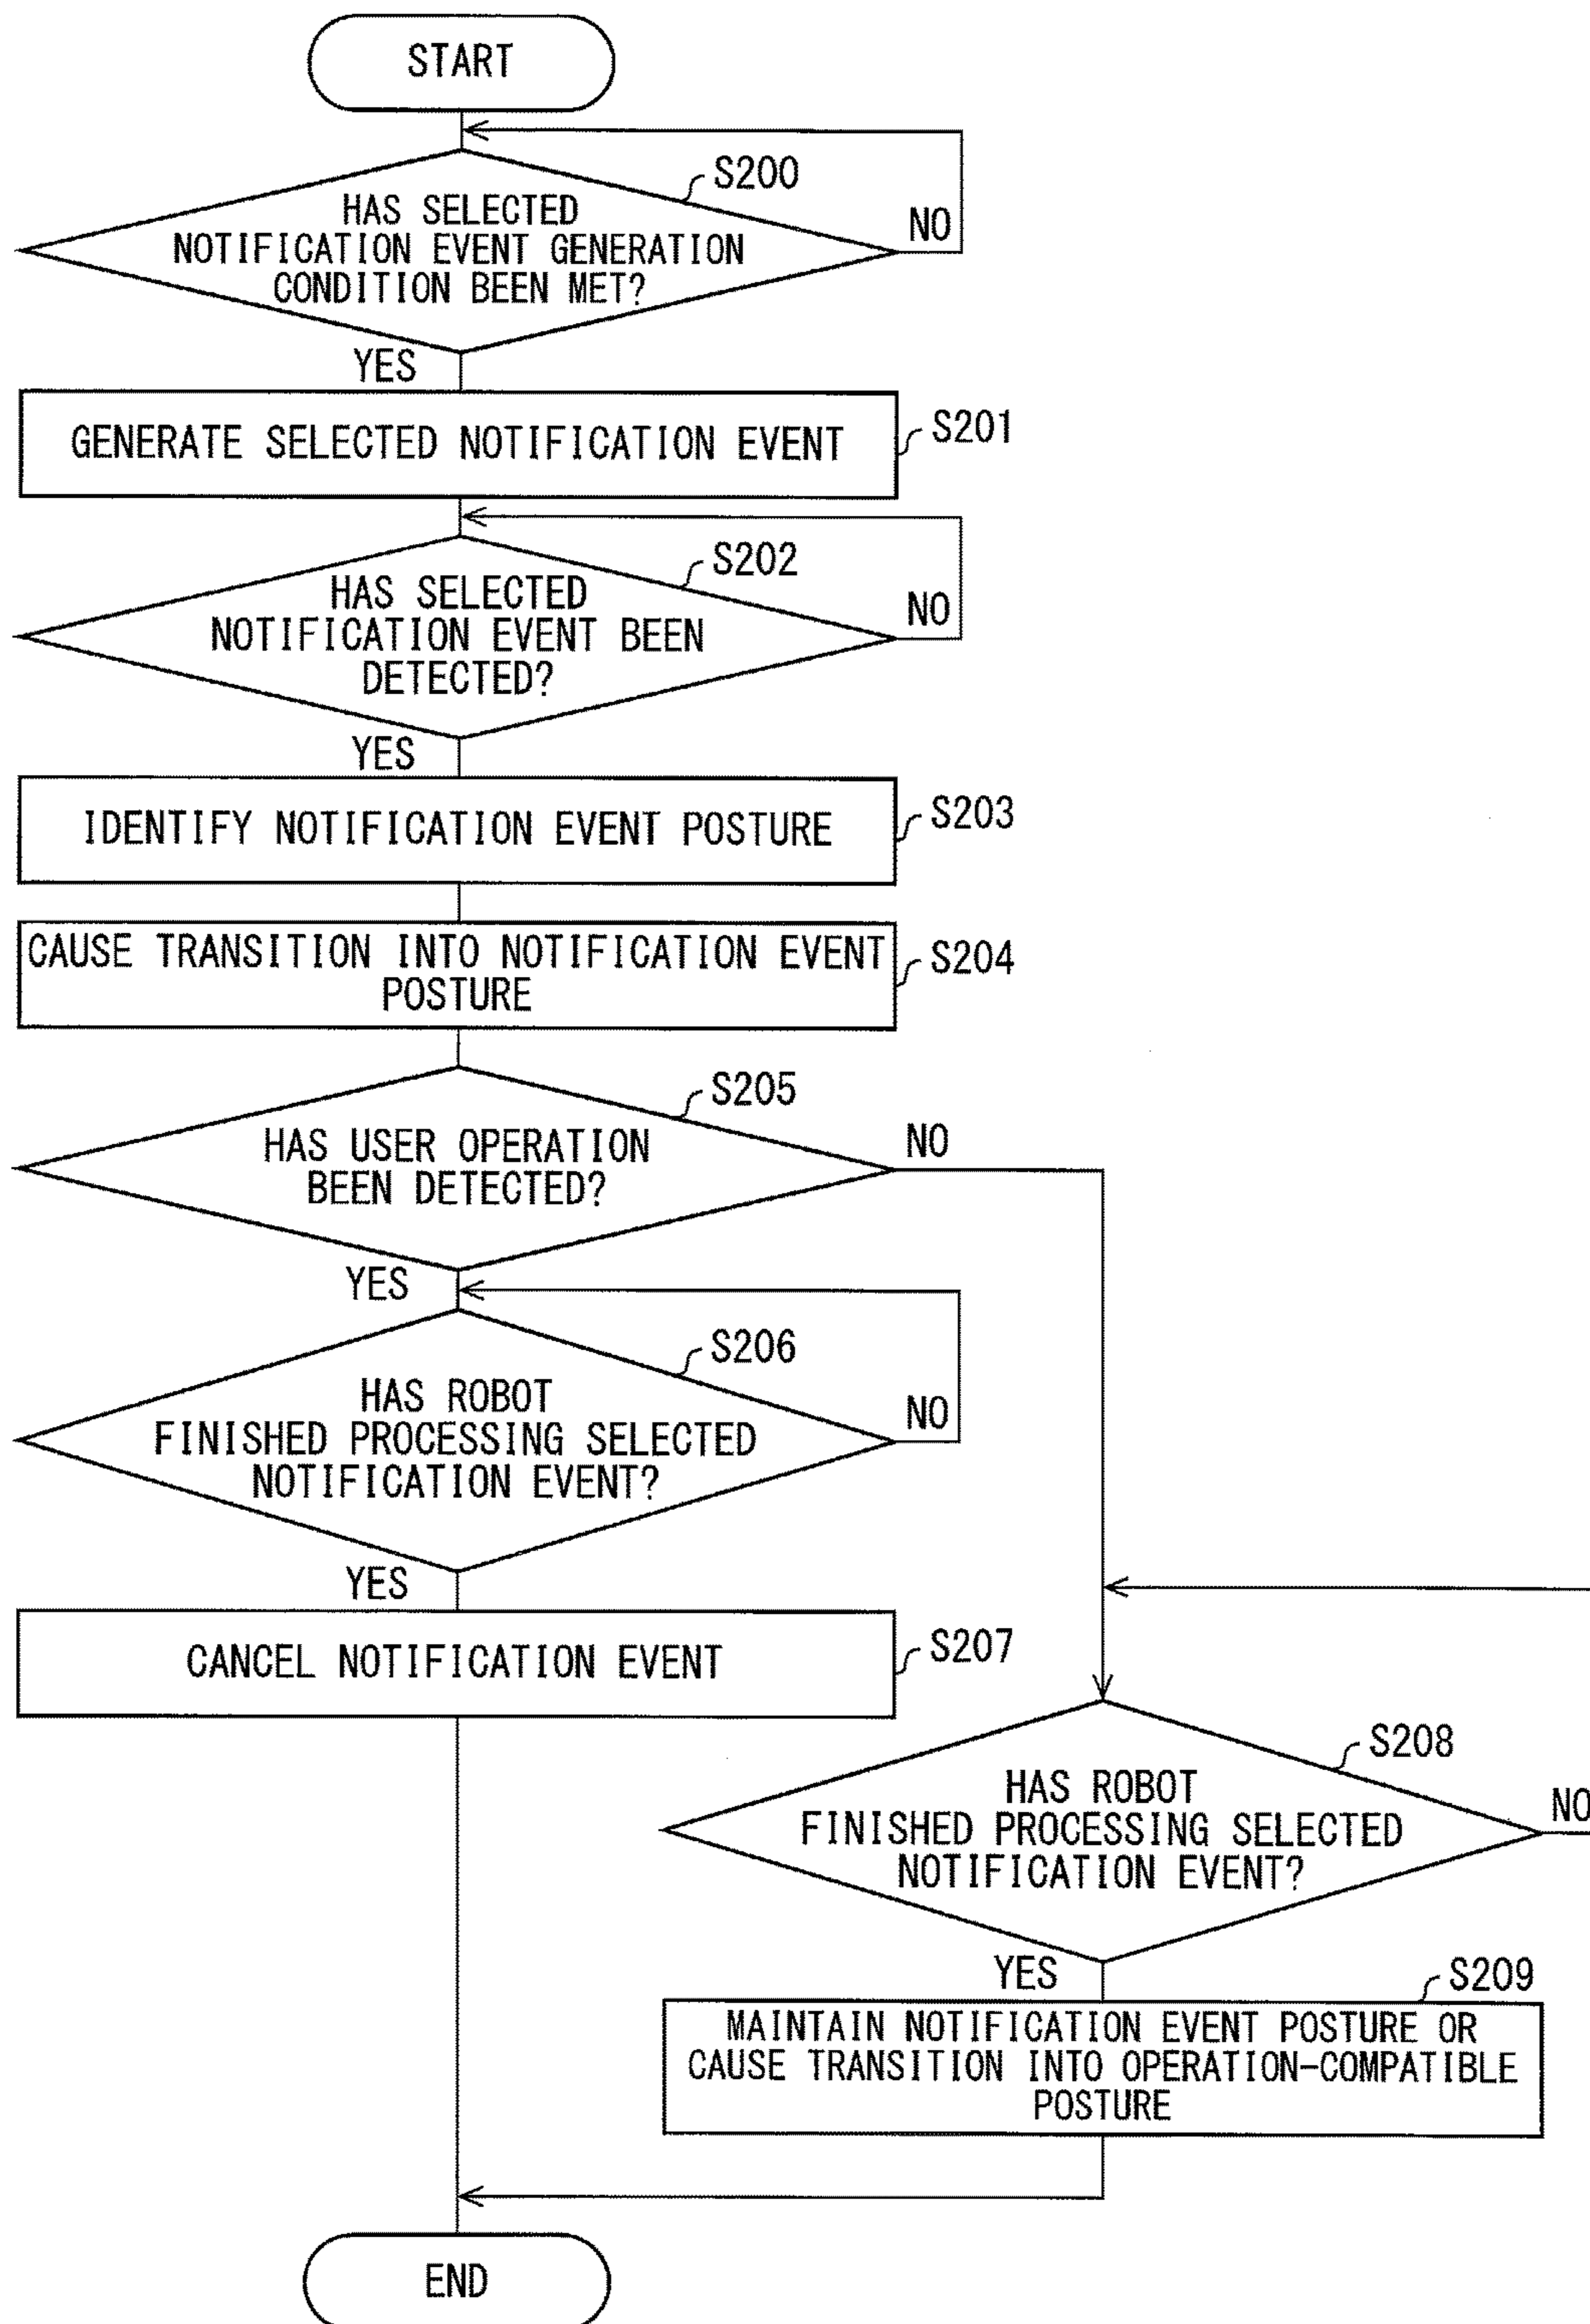 START
S200
HAS SELECTED
NOTIFICATION EVENT GENERATION
CONDITION BEEN MET?
NO
YES
GENERATE SELECTED NOTIFICATION EVENT
S201
S202
HAS SELECTED
NOTIFICATION EVENT BEEN
DETECTED?
NO
YES
IDENTIFY NOTIFICATION EVENT POSTURE
S203
CAUSE TRANSITION INTO NOTIFICATION EVENT
POSTURE
S204
S205
HAS USER OPERATION
BEEN DETECTED?
NO
YES
S206
HAS ROBOT
FINISHED PROCESSING SELECTED
NOTIFICATION EVENT?
NO
YES
CANCEL NOTIFICATION EVENT
S207
S208
HAS ROBOT
FINISHED PROCESSING SELECTED
NOTIFICATION EVENT?
NO
YES
S209
MAINTAIN NOTIFICATION EVENT POSTURE OR
CAUSE TRANSITION INTO OPERATION-COMPATIBLE
POSTURE
END